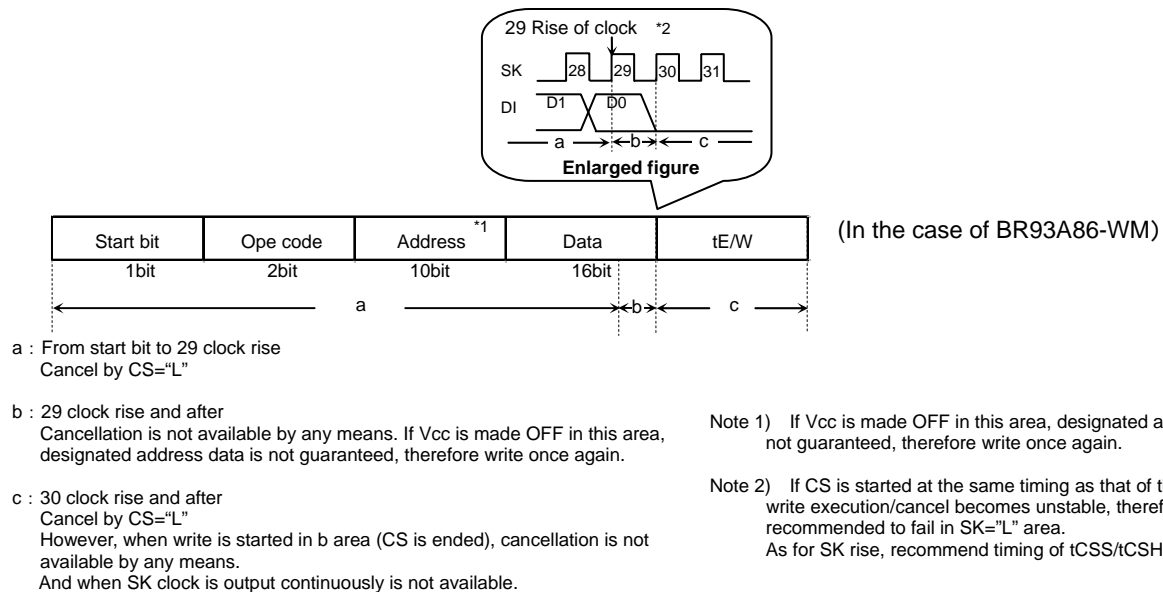 29 Rise of clock *2
SK 28 29 30 31
DI D1 D0
a b c
Enlarged figure
Start bit Ope code Address *1 Data tE/W
(In the case of BR93A86-WM)
1bit 2bit 10bit 16bit
a b c
a : From start bit to 29 clock rise
Cancel by CS=“L”
b : 29 clock rise and after
Cancellation is not available by any means. If Vcc is made OFF in this area,
designated address data is not guaranteed, therefore write once again.
c : 30 clock rise and after
Cancel by CS=“L”
However, when write is started in b area (CS is ended), cancellation is not
available by any means.
And when SK clock is output continuously is not available.
Note 1) If Vcc is made OFF in this area, designated a
not guaranteed, therefore write once again.
Note 2) If CS is started at the same timing as that of t
write execution/cancel becomes unstable, theref
recommended to fail in SK=”L” area.
As for SK rise, recommend timing of tCSS/tCSH